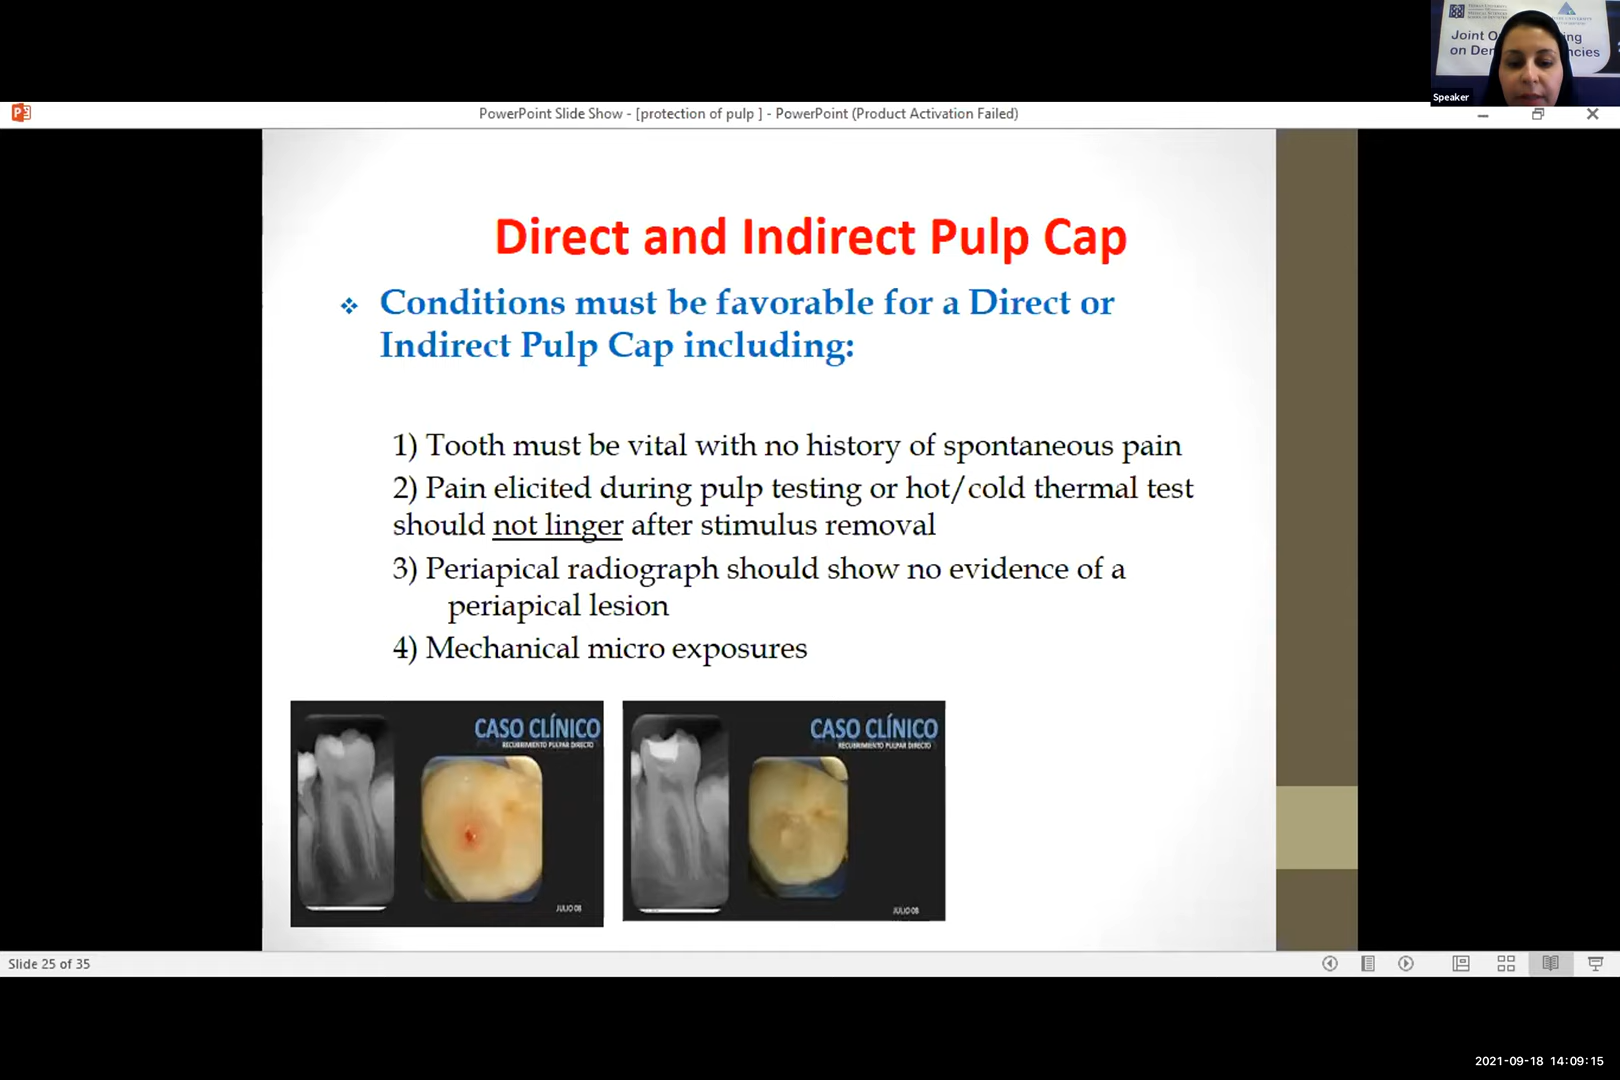 Joint O
ing
on Den
ncies
Speaker
PowerPoint Slide Show - [protection of pulp ] - PowerPoint (Product Activation Failed)
Direct and Indirect Pulp Cap
Conditions must be favorable for a Direct or
Indirect Pulp Cap including:
1) Tooth must be vital with no history of spontaneous pain
2) Pain elicited during pulp testing or hot/cold thermal test
should not linger after stimulus removal
3) Periapical radiograph should show no evidence of a
periapical lesion
4) Mechanical micro exposures
CASO CLÍNICO
RECUBRIMIENTO PULPAR DIRECTO
JULIO 08
CASO CLÍNICO
RECUBRIMIENTO PULPAR DIRECTO
JULIO 08
Slide 25 of 35
2021-09-18 14:09:15